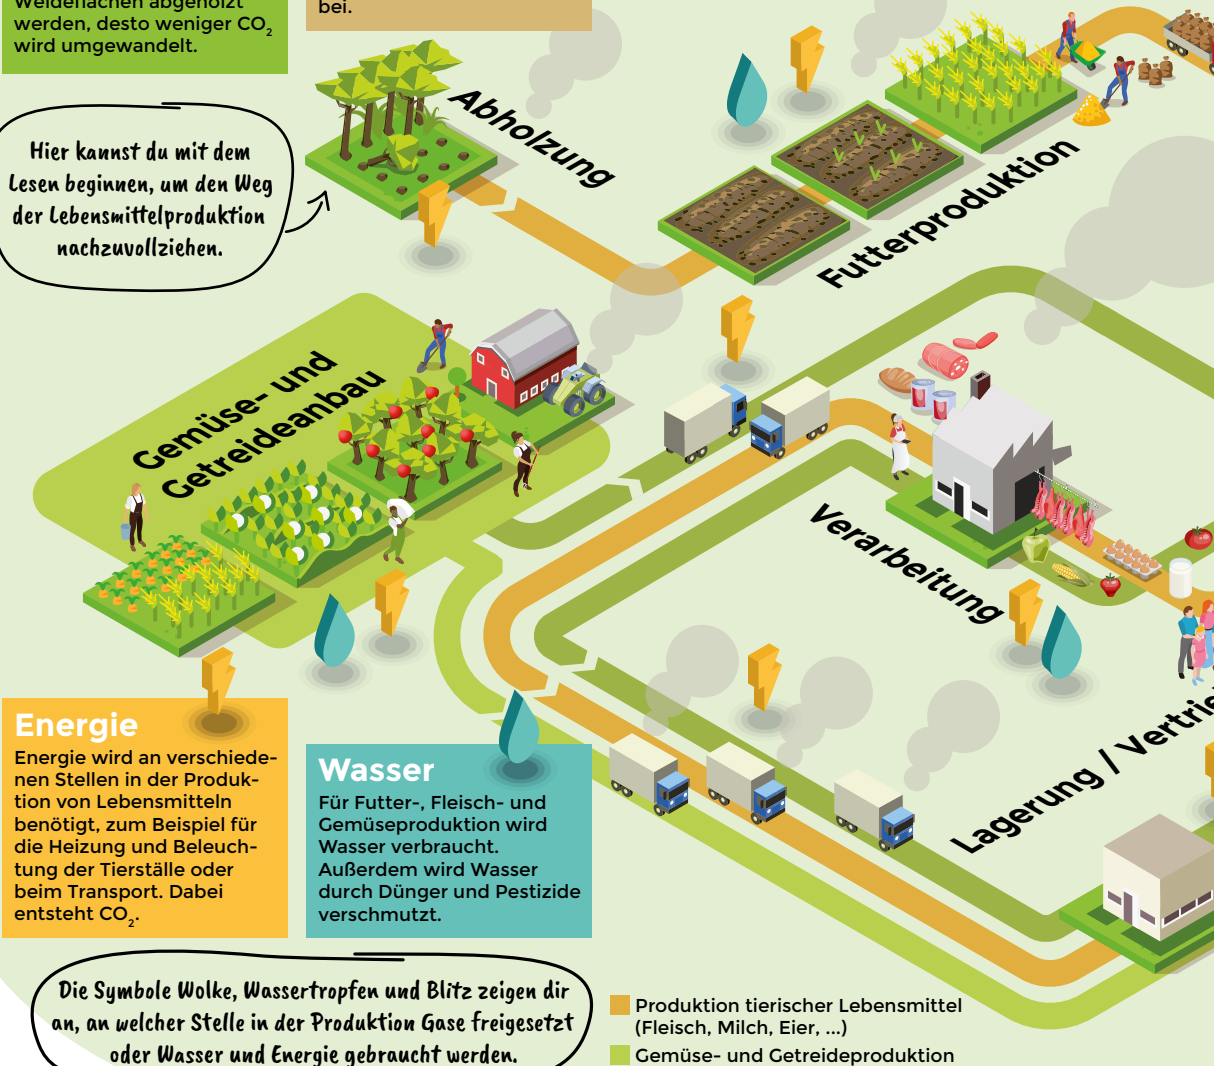 Weideflächen abgeholzt
werden, desto weniger CO₂
wird umgewandelt.
bei.
Hier kannst du mit dem
Lesen beginnen, um den Weg
der Lebensmittelproduktion
nachzuvollziehen.
Abholzung
Futterproduktion
Gemüse- und
Getreideanbau
Verarbeitung
Lagerung / Vertrie
Energie
Energie wird an verschiede-
nen Stellen in der Produk-
tion von Lebensmitteln
benötigt, zum Beispiel für
die Heizung und Beleuch-
tung der Tierställe oder
beim Transport. Dabei
entsteht CO₂.
Wasser
Für Futter-, Fleisch- und
Gemüseproduktion wird
Wasser verbraucht.
Außerdem wird Wasser
durch Dünger und Pestizide
verschmutzt.
Die Symbole Wolke, Wassertropfen und Blitz zeigen dir
an, an welcher Stelle in der Produktion Gase freigesetzt
oder Wasser und Energie gebraucht werden.
Produktion tierischer Lebensmittel
(Fleisch, Milch, Eier, ...)
Gemüse- und Getreideproduktion